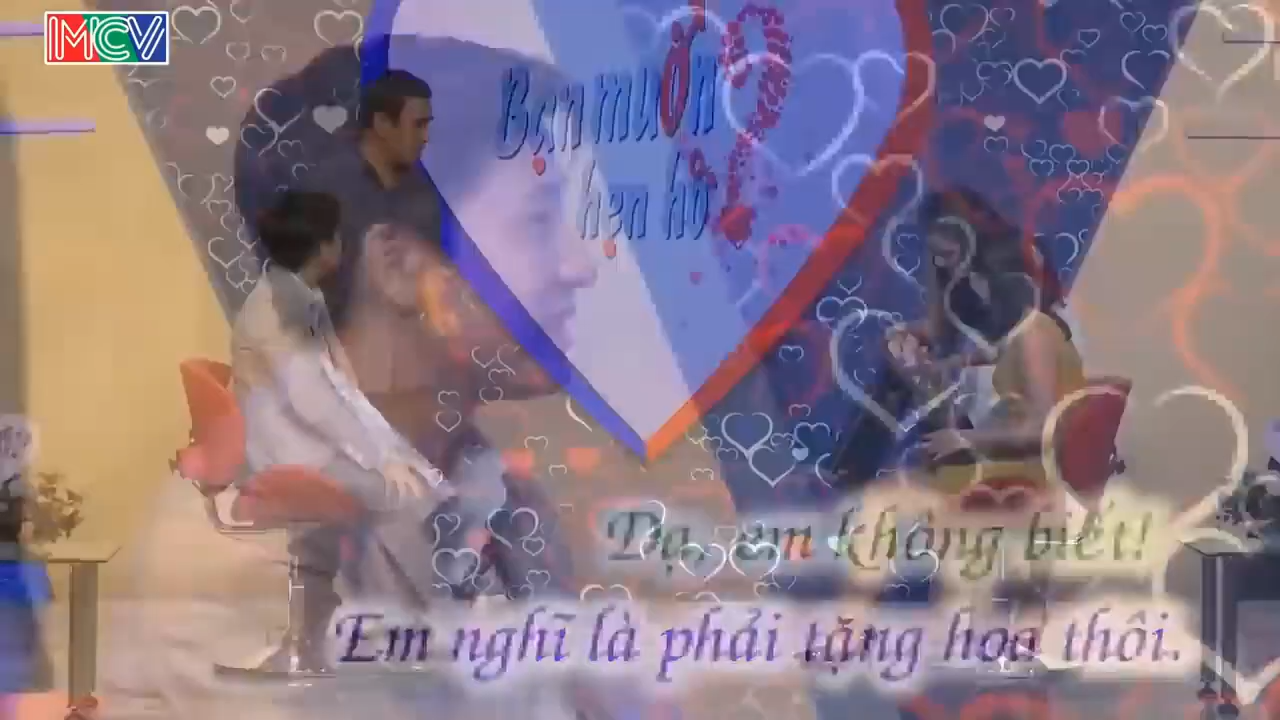 MCV
Bạn muốn
hẹn hò
?
Dạ, em không biết!
Em nghĩ là phải tặng hoa thôi.